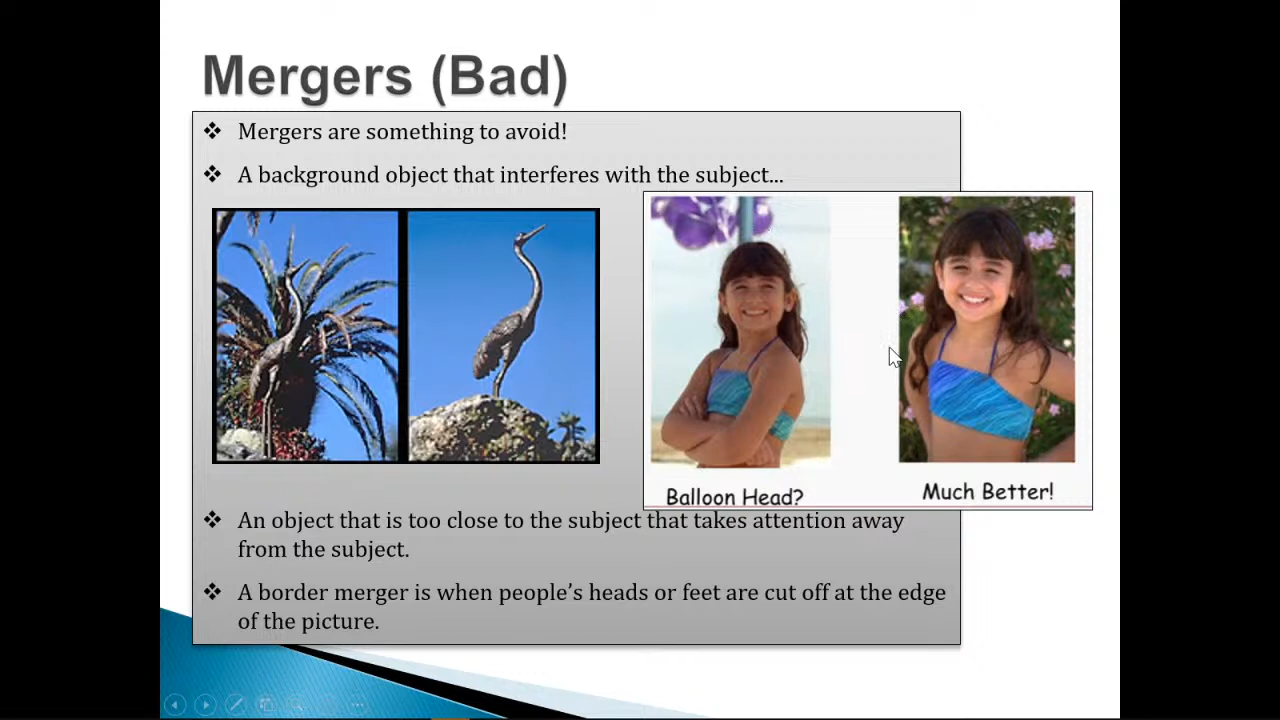 Mergers (Bad)
Mergers are something to avoid!
A background object that interferes with the subject...
Balloon Head?
Much Better!
An object that is too close to the subject that takes attention away
from the subject.
A border merger is when people’s heads or feet are cut off at the edge
of the picture.